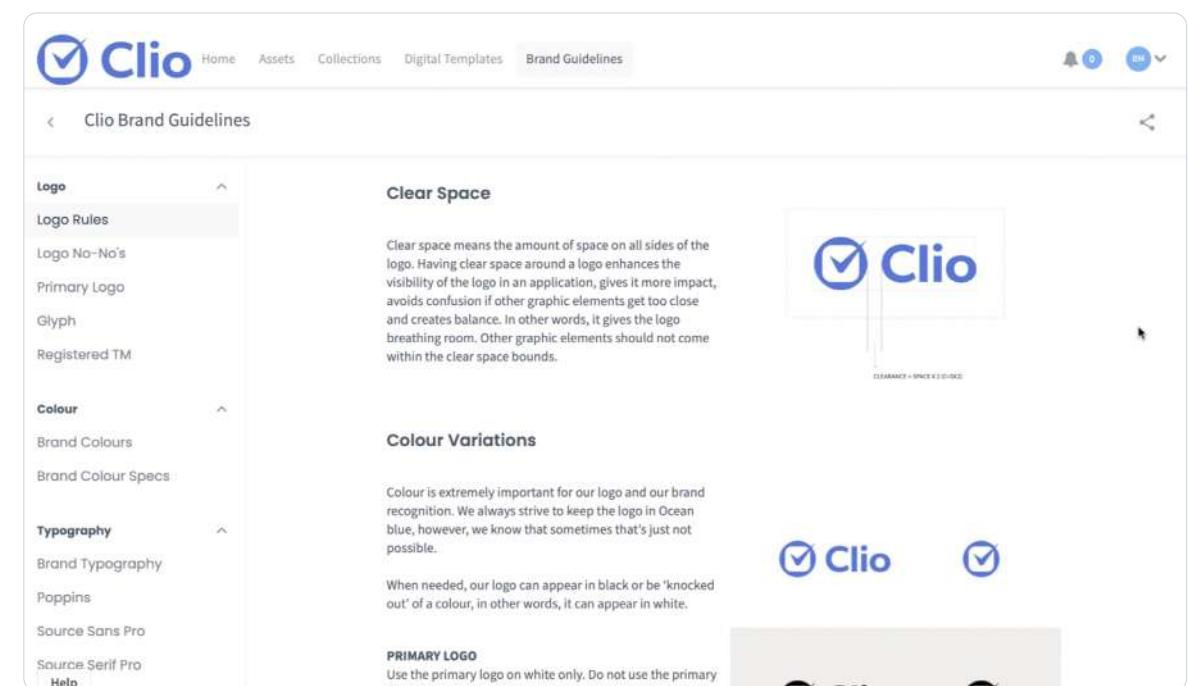 Clio
Home
Assets
Collections
Digital Templates
Brand Guidelines
0
Clio Brand Guidelines
Logo
Logo Rules
Logo No-No's
Primary Logo
Glyph
Registered TM
Colour
Brand Colours
Brand Colour Specs
Typography
Brand Typography
Poppins
Source Sans Pro
Source Serif Pro
Help
Clear Space
Clear space means the amount of space on all sides of the
logo. Having clear space around a logo enhances the
visibility of the logo in an application, gives it more impact,
avoids confusion if other graphic elements get too close
and creates balance. In other words, it gives the logo
breathing room. Other graphic elements should not come
within the clear space bounds.
Clio
CLEARANCE = SPACE X 2
Colour Variations
Colour is extremely important for our logo and our brand
recognition. We always strive to keep the logo in Ocean
blue, however, we know that sometimes that's just not
possible.
When needed, our logo can appear in black or be 'knocked
out' of a colour, in other words, it can appear in white.
Clio
PRIMARY LOGO
Use the primary logo on white only. Do not use the primary